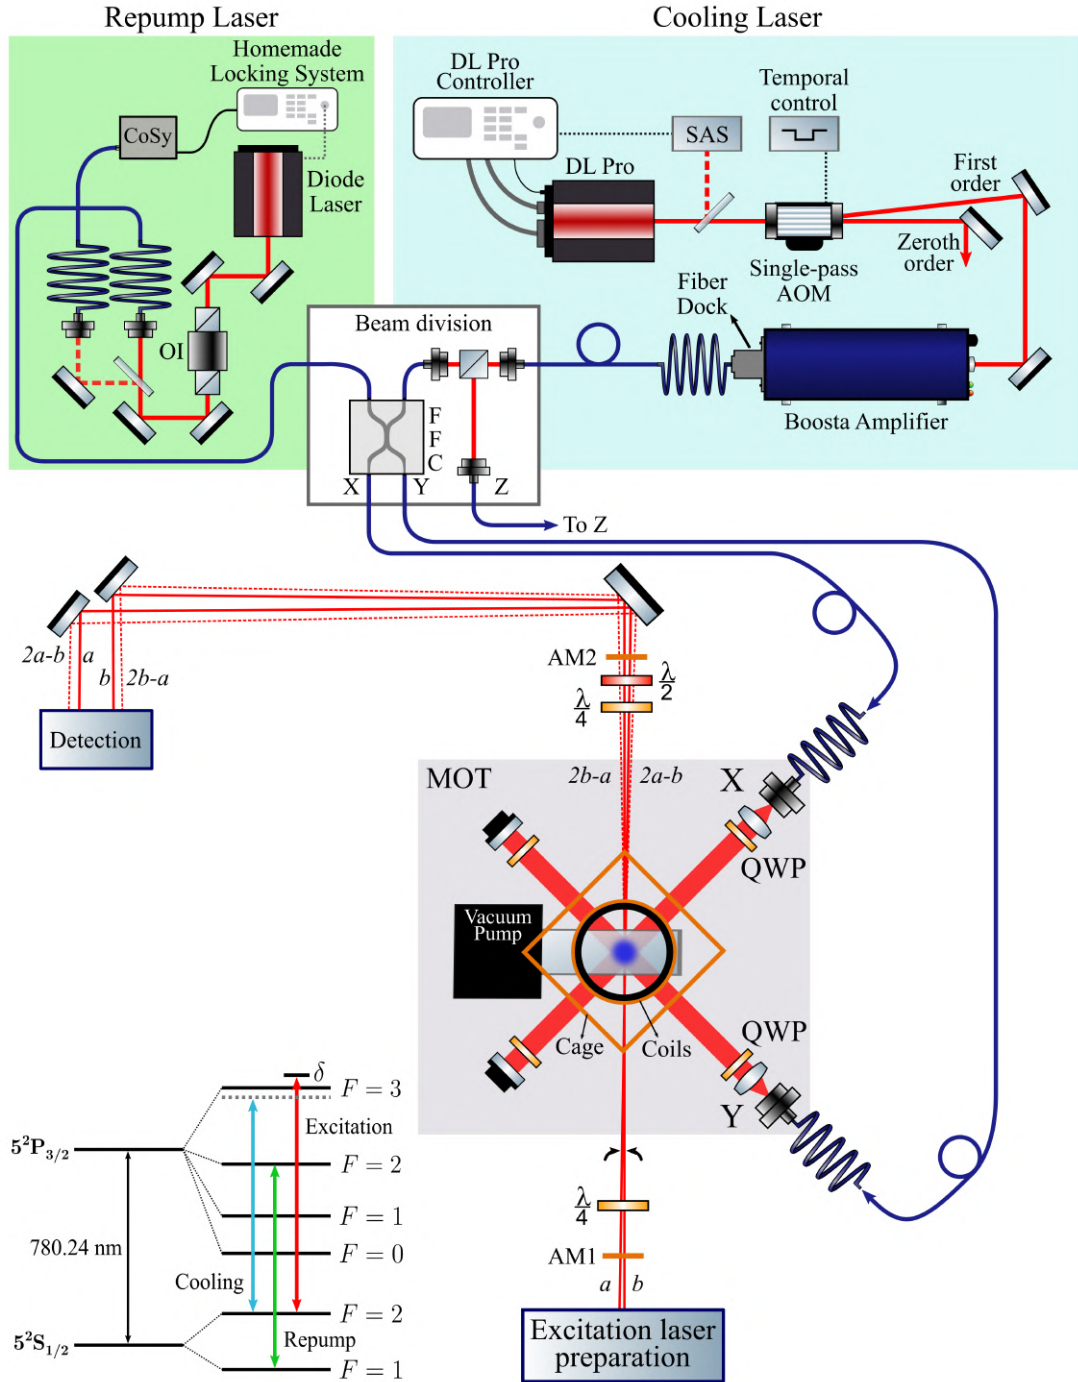 Repump Laser
Cooling Laser
Homemade
Locking System
CoSy
Diode
Laser
OI
DL Pro
Controller
SAS
Temporal
control
DL Pro
First
order
Zeroth
order
Single-pass
AOM
Fiber
Dock
Boosta Amplifier
Beam division
F
F
C
X
Y
Z
To Z
2a-b
a
b
2b-a
Detection
AM2
λ/2
λ/4
2b-a
2a-b
MOT
X
QWP
Vacuum
Pump
Cage
Coils
QWP
Y
λ/4
AM1
a
b
Excitation laser
preparation
δ
F = 3
Excitation
5²P₃/₂
F = 2
F = 1
780.24 nm
F = 0
Cooling
F = 2
5²S₁/₂
Repump
F = 1